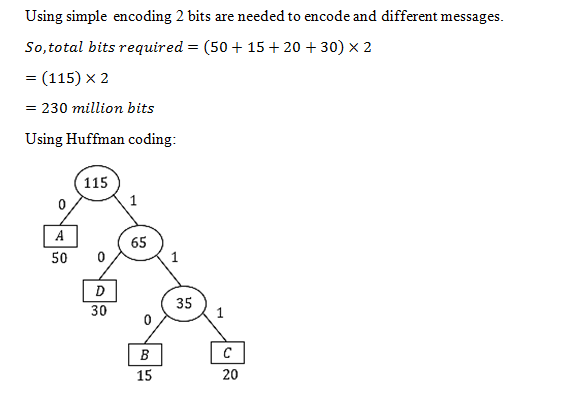 Using simple encoding 2 bits are needed to encode and different messages.
So, total bits required = (50 + 15 + 20 + 30) × 2
= (115) × 2
= 230 million bits
Using Huffman coding:
115
0 1
A 65
50 0 1
D 35
30 0 1
B C
15 20